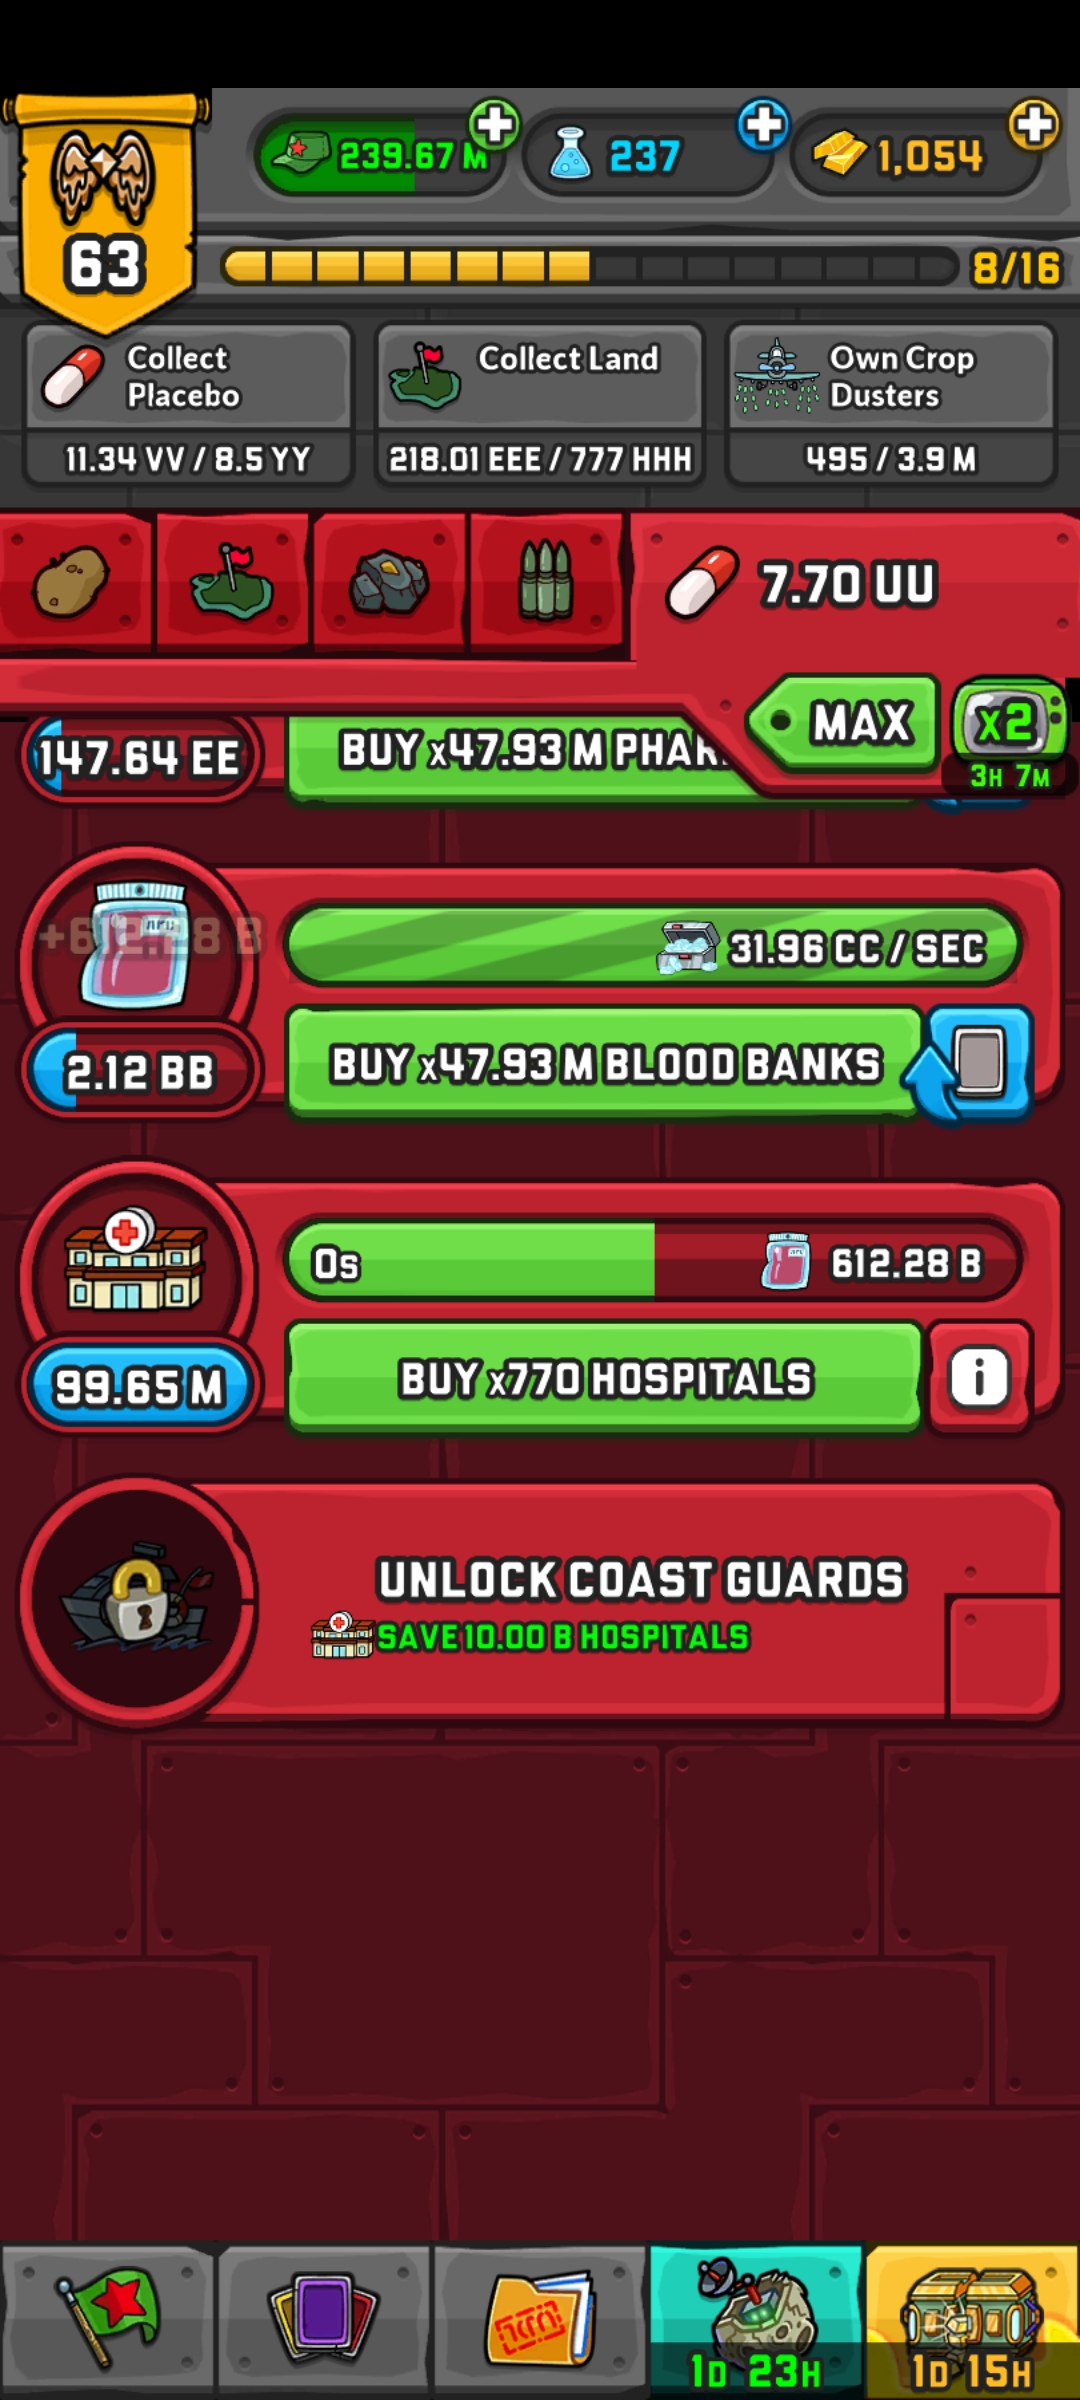 239.67 M
237
1,054
63
8/16
Collect
Placebo
11.34 VV / 8.5 YY
Collect Land
218.01 EEE / 777 HHH
Own Crop
Dusters
495 / 3.9 M
7.70 UU
MAX
x2
3H 7M
147.64 EE
BUY x47.93 M PHAR
+612.28 B
31.96 CC / SEC
2.12 BB
BUY x47.93 M BLOOD BANKS
0s
612.28 B
99.65 M
BUY x770 HOSPITALS
i
UNLOCK COAST GUARDS
SAVE 10.00 B HOSPITALS
1D 23H
1D 15H